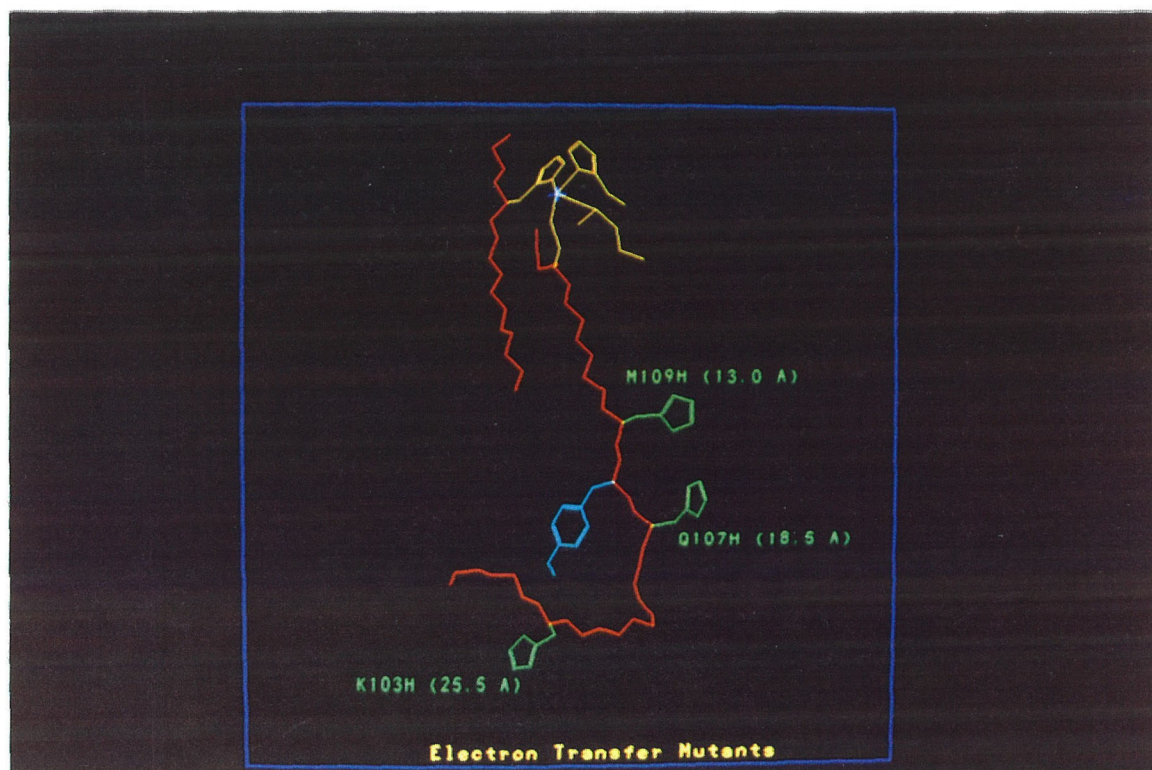 M109H (13.0 A)
Q107H (18.5 A)
K103H (25.5 A)
Electron Transfer Mutants